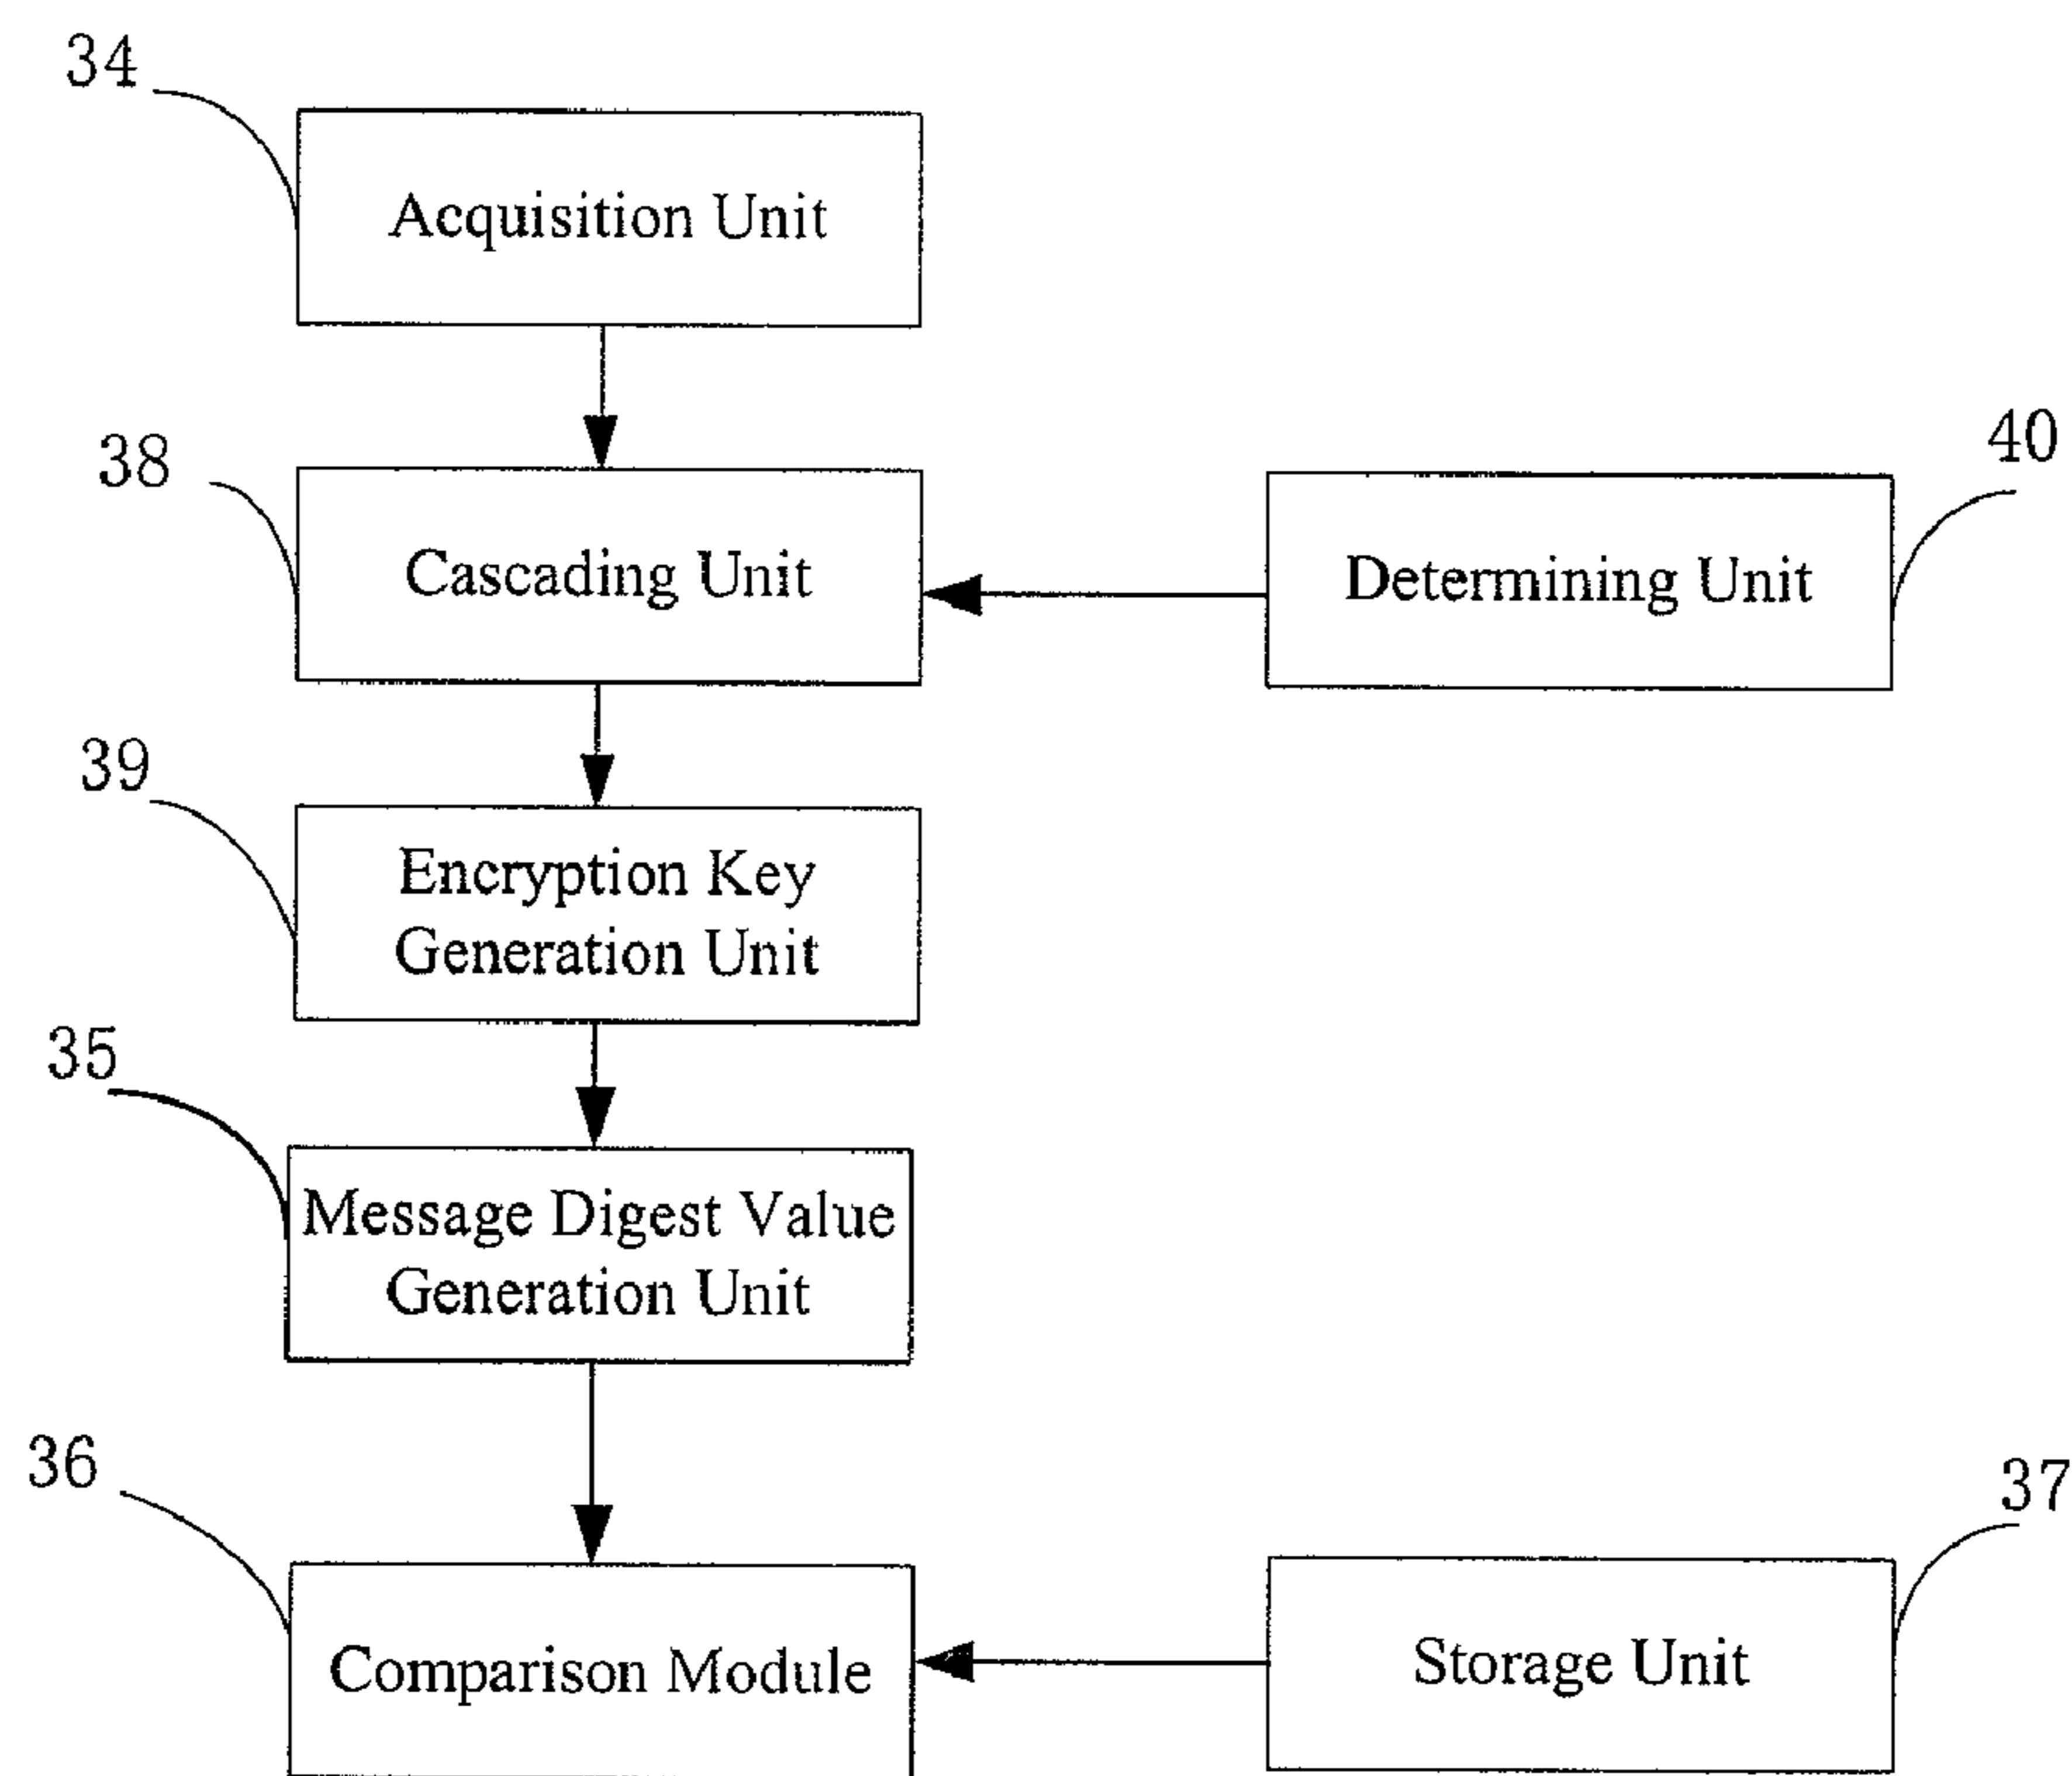 34
Acquisition Unit
38
Cascading Unit
40
Determining Unit
39
Encryption Key
Generation Unit
35
Message Digest Value
Generation Unit
36
Comparison Module
37
Storage Unit